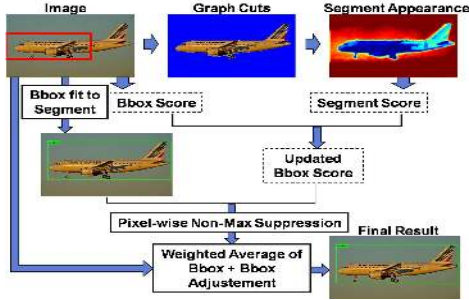 Image
Graph Cuts
Segment Appearance
Bbox fit to
Segment
Bbox Score
Segment Score
Updated
Bbox Score
Pixel-wise Non-Max Suppression
Final Result
Weighted Average of
Bbox + Bbox
Adjustement